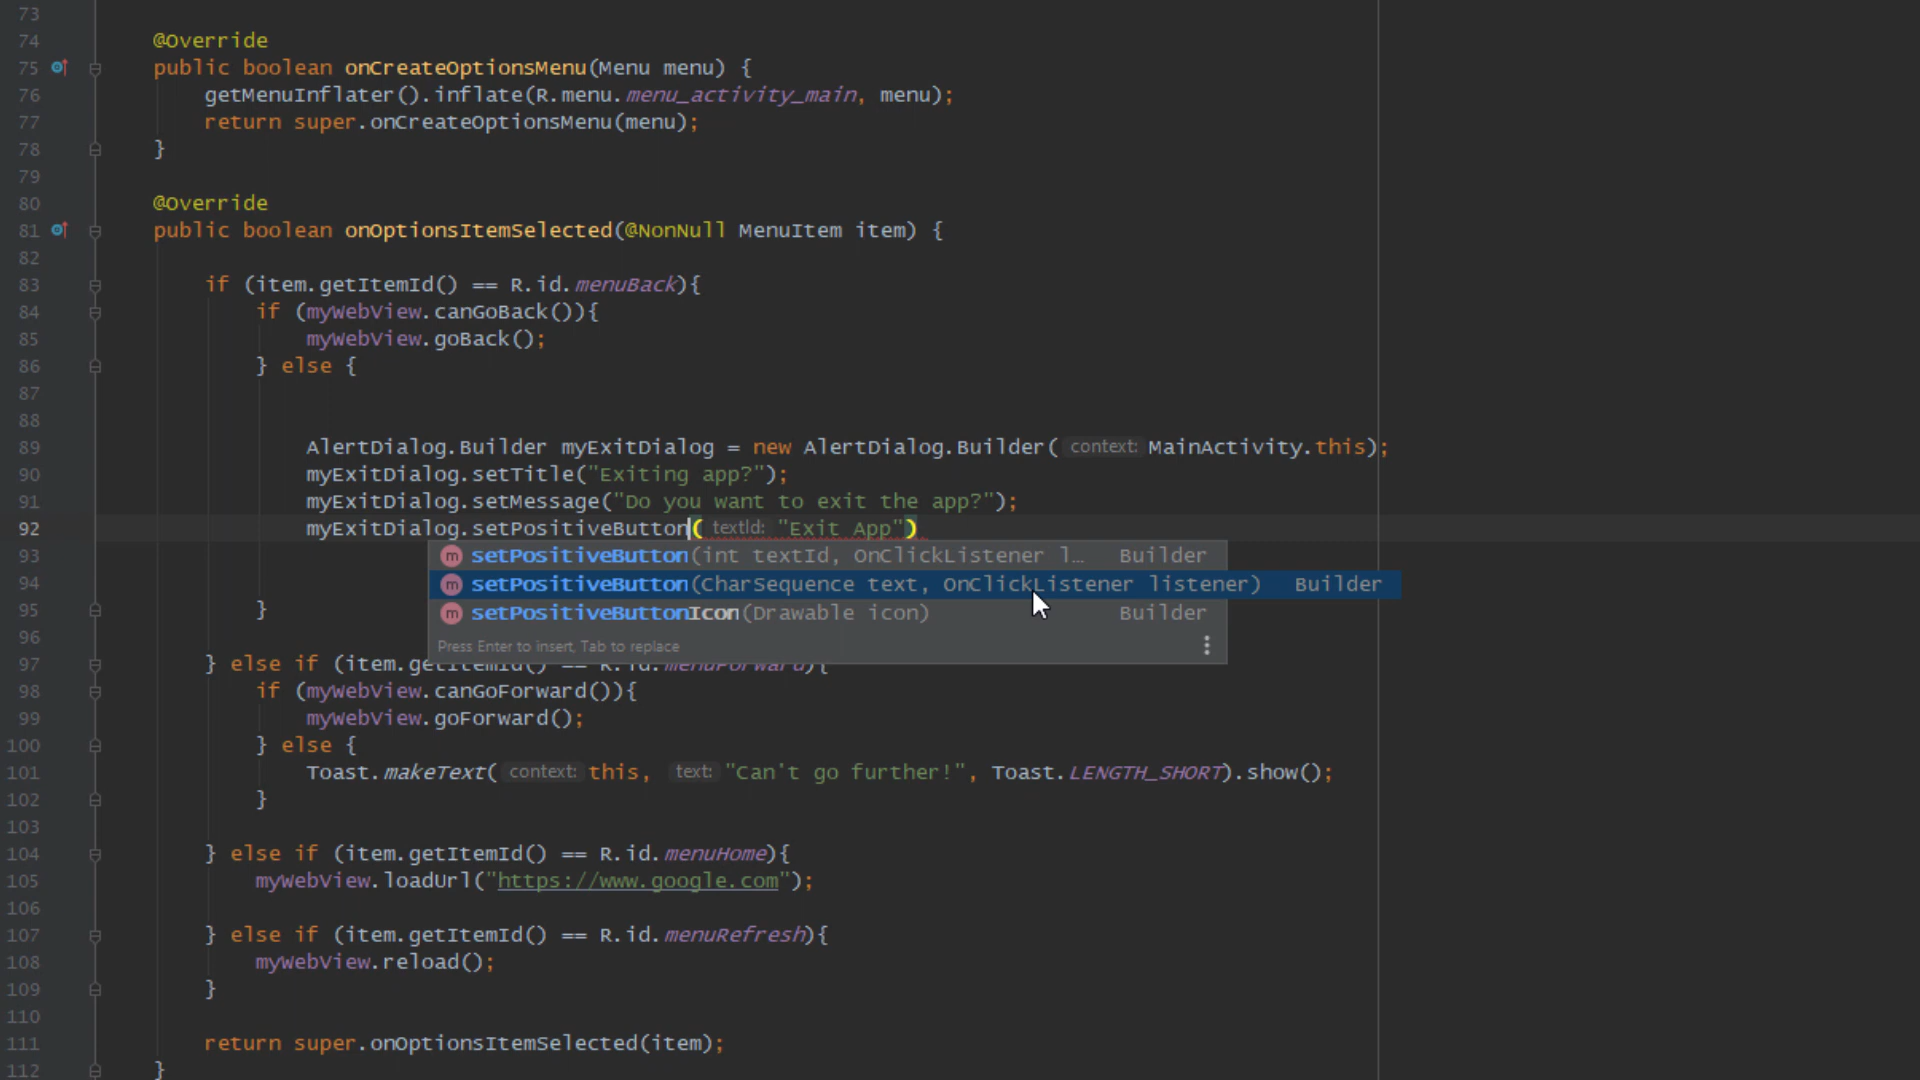 73
74 @Override
75 public boolean onCreateOptionsMenu(Menu menu) {
76 getMenuInflater().inflate(R.menu.menu_activity_main, menu);
77 return super.onCreateOptionsMenu(menu);
78 }
79
80 @Override
81 public boolean onOptionsItemSelected(@NonNull MenuItem item) {
82
83 if (item.getItemId() == R.id.menuBack){
84 if (myWebView.canGoBack()){
85 myWebView.goBack();
86 } else {
87
88
89 AlertDialog.Builder myExitDialog = new AlertDialog.Builder( context: MainActivity.this);
90 myExitDialog.setTitle("Exiting app?");
91 myExitDialog.setMessage("Do you want to exit the app?");
92 myExitDialog.setPositiveButton( textId: "Exit App")
93 m setPositiveButton(int textId, OnClickListener l... Builder
94 m setPositiveButton(CharSequence text, OnClickListener listener) Builder
m setPositiveButtonIcon(Drawable icon) Builder
95 }
Press Enter to insert, Tab to replace
96
97 } else if (item.getItemId() == R.id.menuForward){
98 if (myWebView.canGoForward()){
99 myWebView.goForward();
100 } else {
101 Toast.makeText( context: this, text: "Can't go further!", Toast.LENGTH_SHORT).show();
102 }
103
104 } else if (item.getItemId() == R.id.menuHome){
105 myWebView.loadUrl("https://www.google.com");
106
107 } else if (item.getItemId() == R.id.menuRefresh){
108 myWebView.reload();
109 }
110
111 return super.onOptionsItemSelected(item);
112 }